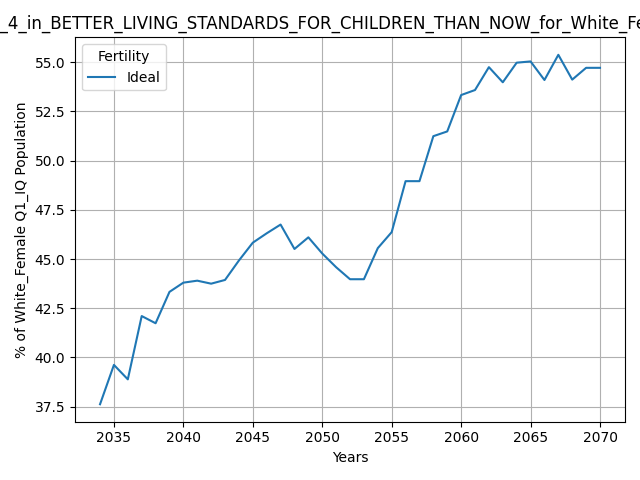 _4_in_BETTER_LIVING_STANDARDS_FOR_CHILDREN_THAN_NOW_for_White_Fe
Fertility
Ideal
% of White_Female Q1_IQ Population
55.0
52.5
50.0
47.5
45.0
42.5
40.0
37.5
2035 2040 2045 2050 2055 2060 2065 2070
Years